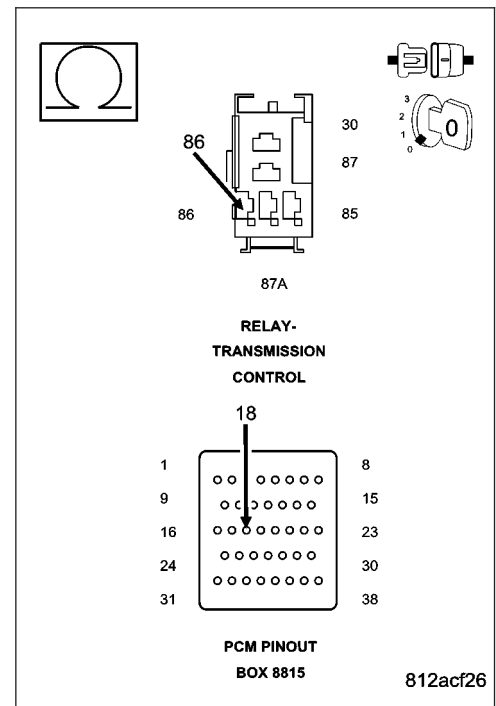 3
2
1
0
0
30
86
87
86
85
87A
RELAY-
TRANSMISSION
CONTROL
18
1 8
9 15
16 23
24 30
31 38
PCM PINOUT
BOX 8815
812acf26